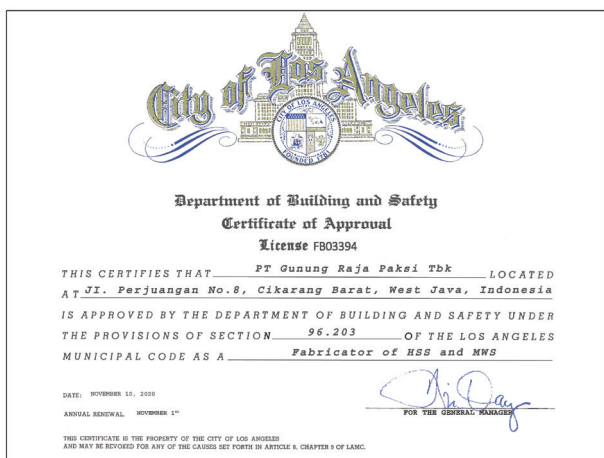 City of Los Angeles
CITY OF LOS ANGELES
FOUNDED 1781
Department of Building and Safety
Certificate of Approval
License FB03394
THIS CERTIFIES THAT PT Gunung Raja Paksi Tbk LOCATED
AT JI. Perjuangan No.8, Cikarang Barat, West Java, Indonesia
IS APPROVED BY THE DEPARTMENT OF BUILDING AND SAFETY UNDER
THE PROVISIONS OF SECTION 96.203 OF THE LOS ANGELES
MUNICIPAL CODE AS A Fabricator of HSS and MWS
DATE: NOVEMBER 10, 2020
ANNUAL RENEWAL NOVEMBER 1st
FOR THE GENERAL MANAGER
THIS CERTIFICATE IS THE PROPERTY OF THE CITY OF LOS ANGELES
AND MAY BE REVOKED FOR ANY OF THE CAUSES SET FORTH IN ARTICLE 8, CHAPTER 9 OF LAMC.